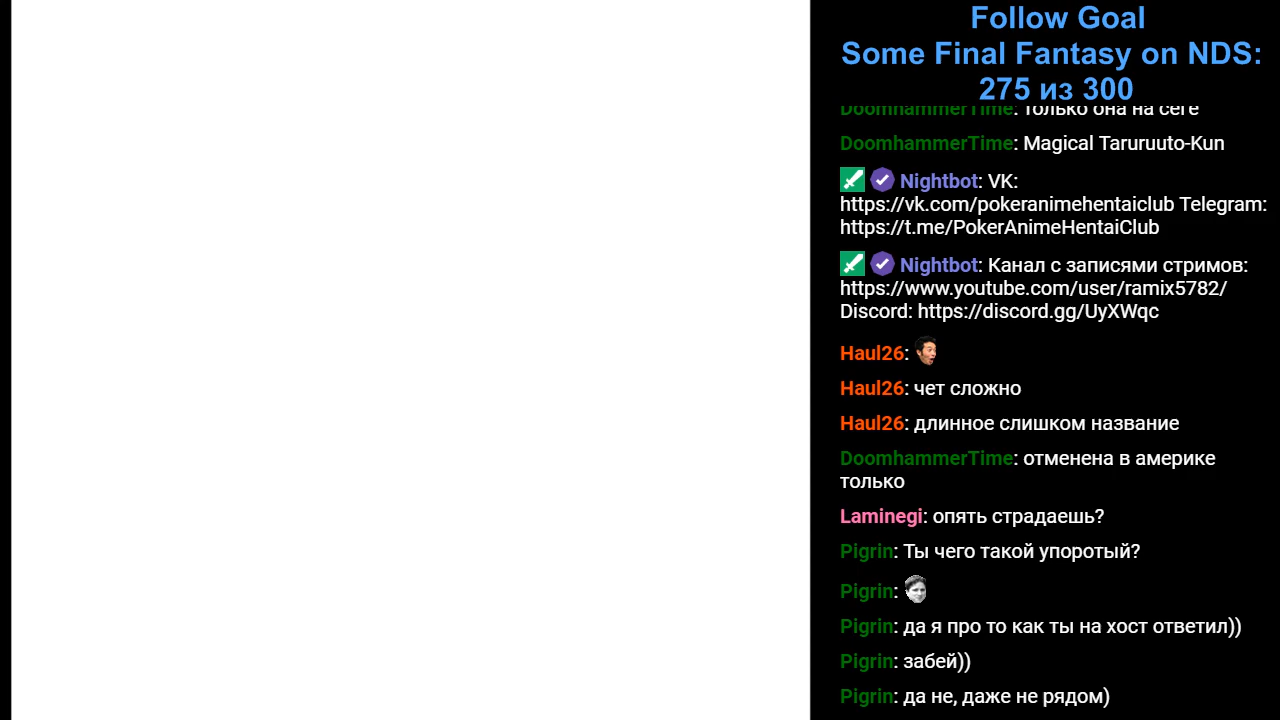 Follow Goal
Some Final Fantasy on NDS:
275 из 300
DoomhammerTime: только она на сеге
DoomhammerTime: Magical Taruruuto-Kun
Nightbot: VK:
https://vk.com/pokeranimehentaiclub Telegram:
https://t.me/PokerAnimeHentaiClub
Nightbot: Канал с записями стримов:
https://www.youtube.com/user/ramix5782/
Discord: https://discord.gg/UyXWqc
Haul26:
Haul26: чет сложно
Haul26: длинное слишком название
DoomhammerTime: отменена в америке
только
Laminegi: опять страдаешь?
Pigrin: Ты чего такой упоротый?
Pigrin:
Pigrin: да я про то как ты на хост ответил))
Pigrin: забей))
Pigrin: да не, даже не рядом)